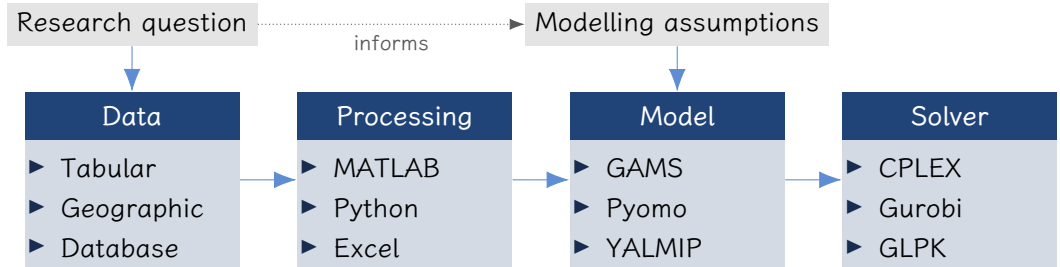 Research question
informs
Modelling assumptions
Data
Tabular
Geographic
Database
Processing
MATLAB
Python
Excel
Model
GAMS
Pyomo
YALMIP
Solver
CPLEX
Gurobi
GLPK